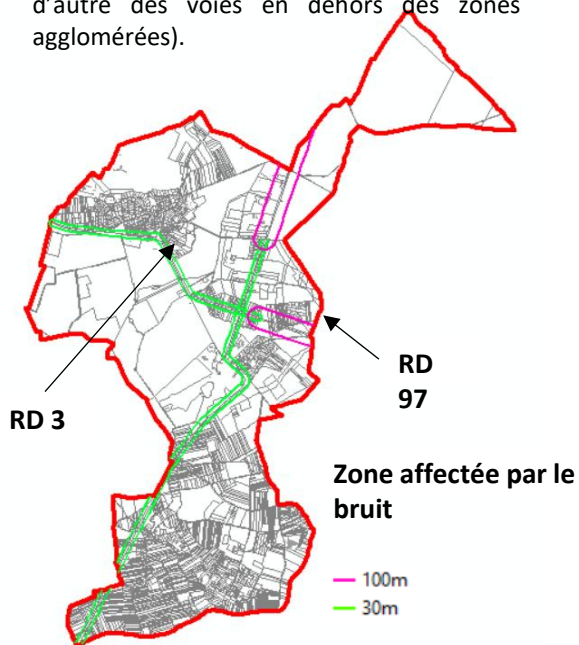 d'autre des voies en dehors des zones
agglomérées).
RD 3
RD
97
Zone affectée par le
bruit
100m
30m